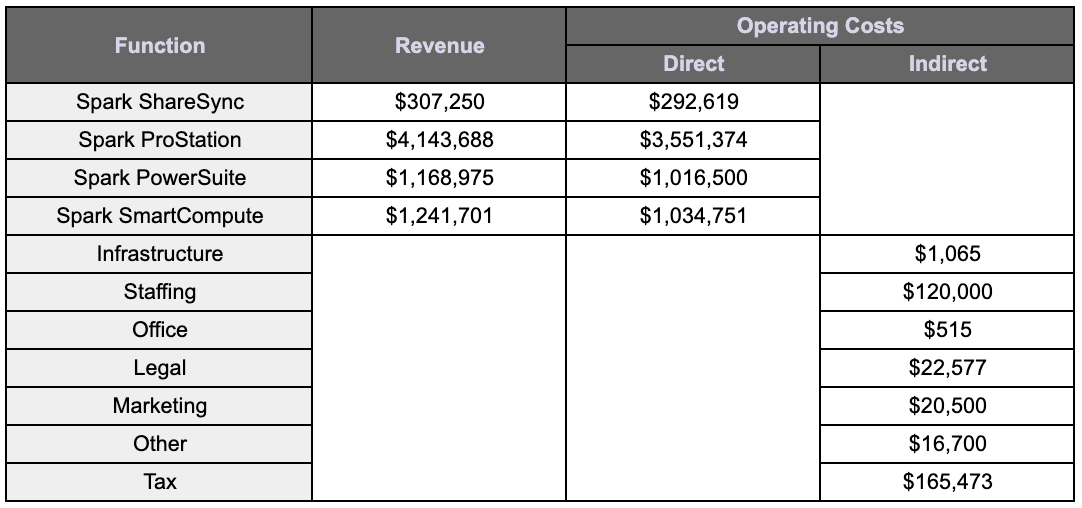 Function Revenue Operating Costs
Direct Indirect
Spark ShareSync $307,250 $292,619
Spark ProStation $4,143,688 $3,551,374
Spark PowerSuite $1,168,975 $1,016,500
Spark SmartCompute $1,241,701 $1,034,751
Infrastructure $1,065
Staffing $120,000
Office $515
Legal $22,577
Marketing $20,500
Other $16,700
Tax $165,473